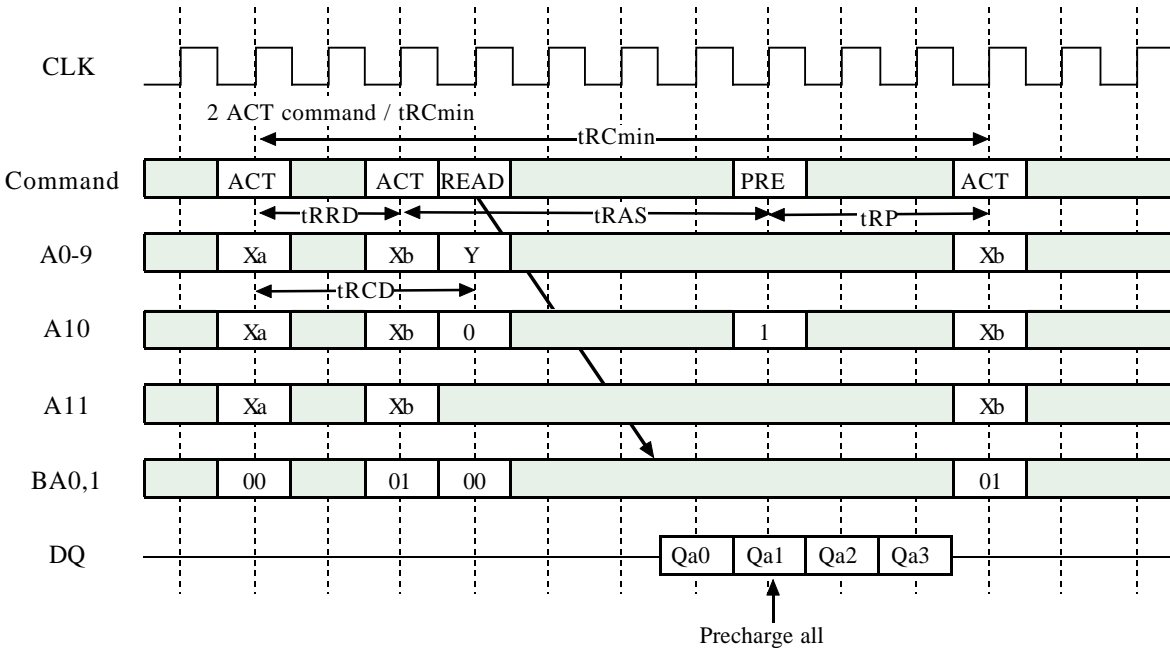 CLK
2 ACT command / tRCmin
tRCmin
Command ACT ACT READ PRE ACT
tRRD tRAS tRP
A0-9 Xa Xb Y Xb
tRCD
A10 Xa Xb 0 1 Xb
A11 Xa Xb Xb
BA0,1 00 01 00 01
DQ Qa0 Qa1 Qa2 Qa3
Precharge all